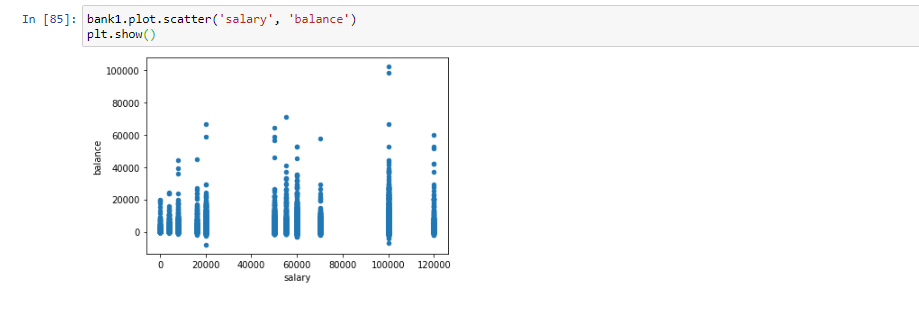 In [85]: bank1.plot.scatter('salary', 'balance')
plt.show()
100000
80000
60000
40000
20000
0
balance
0 20000 40000 60000 80000 100000 120000
salary